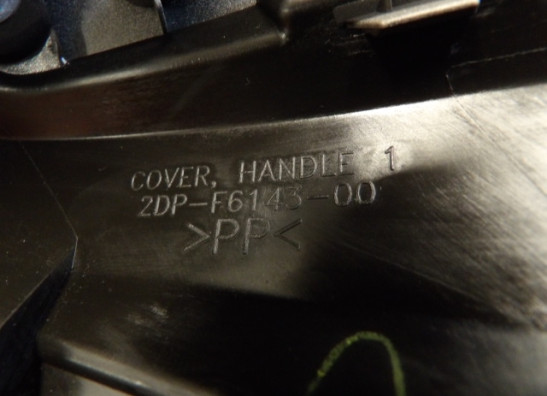 COVER, HANDLE 1
2DP-F6143-00
>PP<